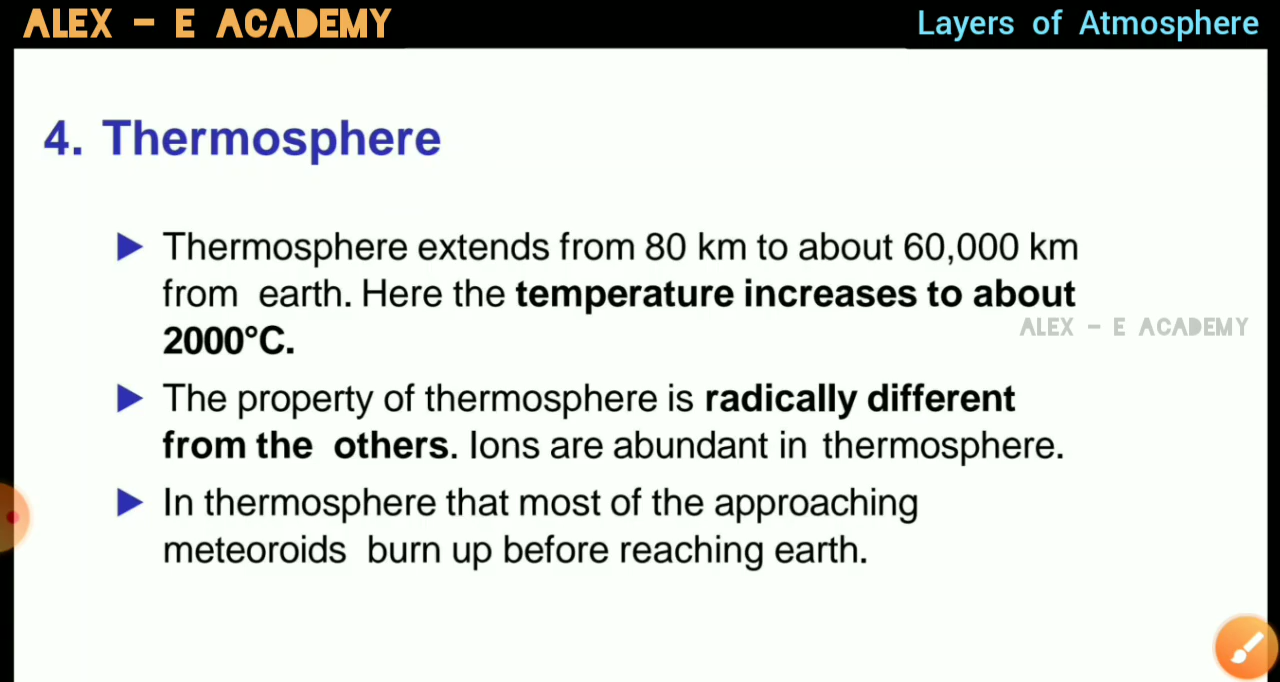 ALEX - E ACADEMY
Layers of Atmosphere
4. Thermosphere
Thermosphere extends from 80 km to about 60,000 km
from earth. Here the temperature increases to about
2000°C.
ALEX - E ACADEMY
The property of thermosphere is radically different
from the others. Ions are abundant in thermosphere.
In thermosphere that most of the approaching
meteoroids burn up before reaching earth.